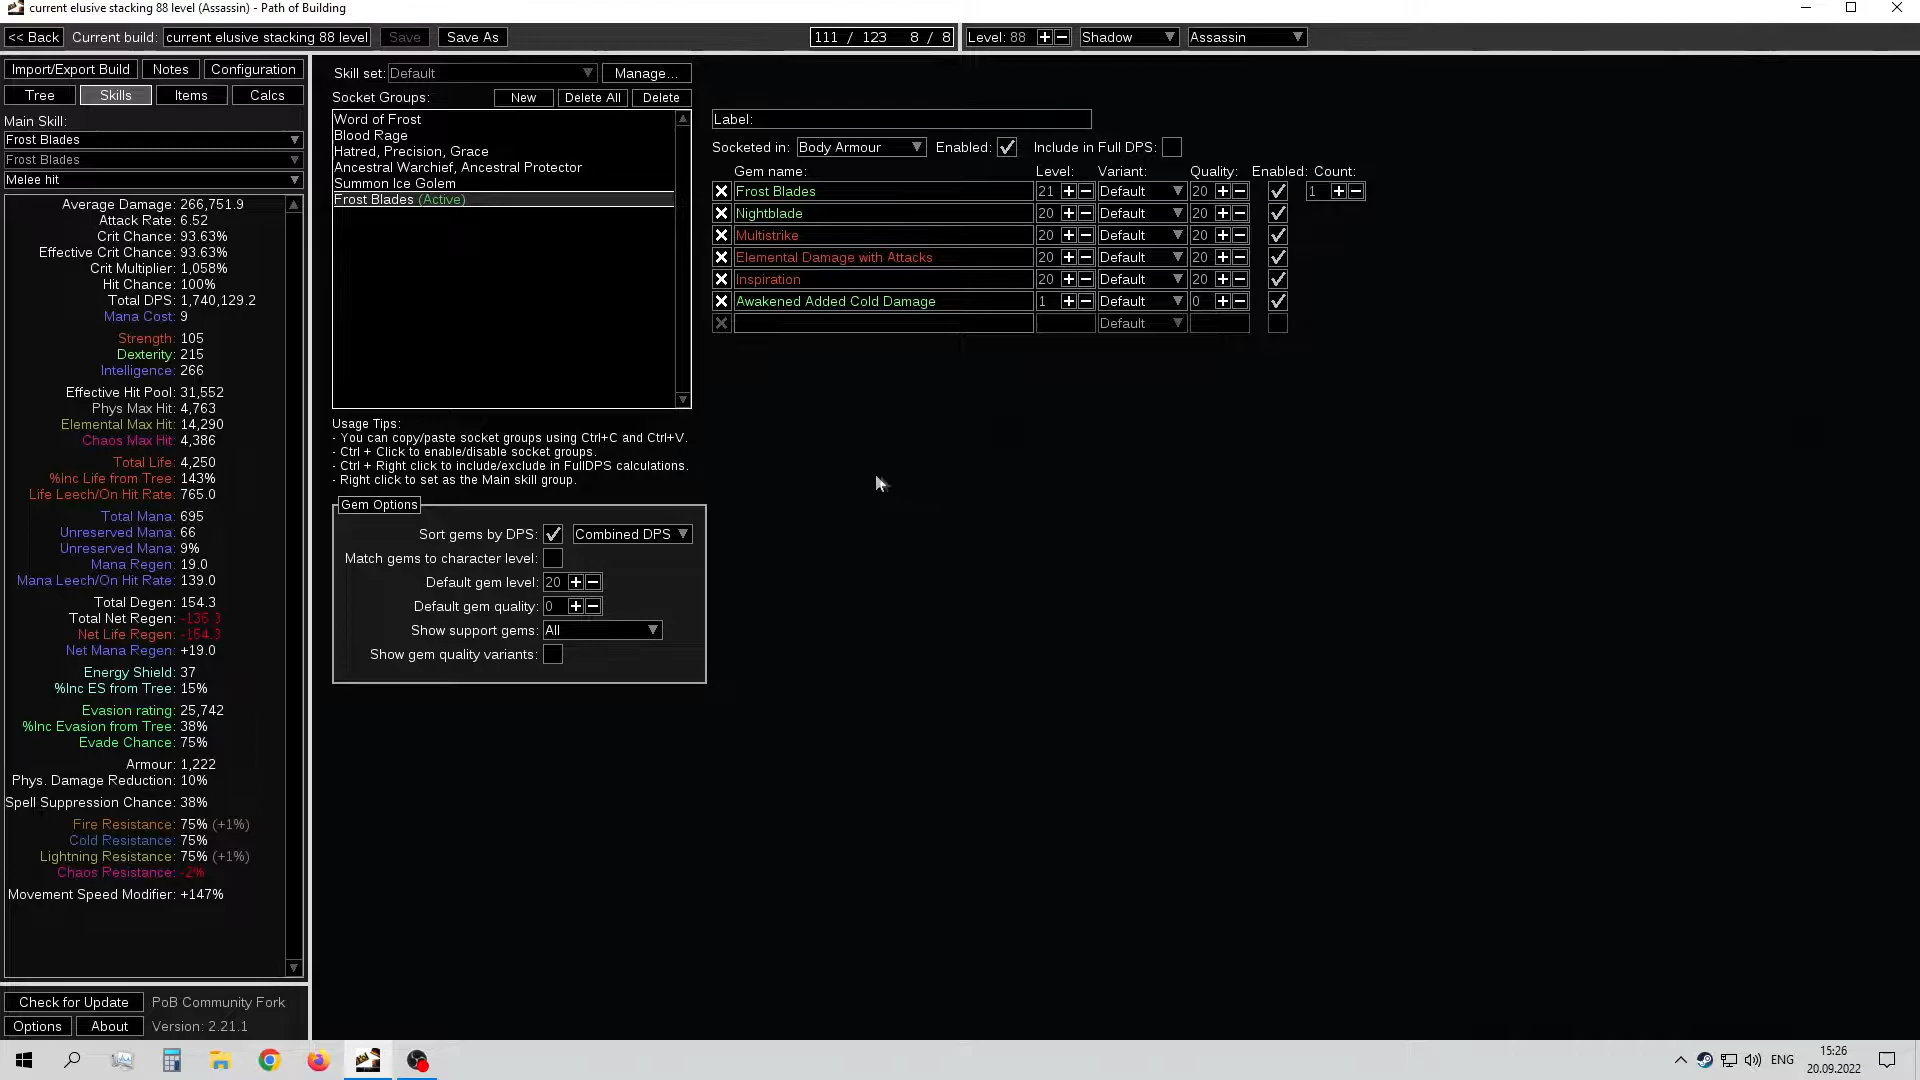 current elusive stacking 88 level (Assassin) - Path of Building
<< Back Current build: current elusive stacking 88 level Save Save As 111 / 123 8 / 8 Level: 88 Shadow Assassin
Import/Export Build Notes Configuration
Tree Skills Items Calcs
Main Skill:
Frost Blades
Frost Blades
Melee hit
Average Damage: 266,751.9
Attack Rate: 6.52
Crit Chance: 93.63%
Effective Crit Chance: 93.63%
Crit Multiplier: 1,058%
Hit Chance: 100%
Total DPS: 1,740,129.2
Mana Cost: 9
Strength: 105
Dexterity: 215
Intelligence: 266
Effective Hit Pool: 31,552
Phys Max Hit: 4,763
Elemental Max Hit: 14,290
Chaos Max Hit: 4,386
Total Life: 4,250
%Inc Life from Tree: 143%
Life Leech/On Hit Rate: 765.0
Total Mana: 695
Unreserved Mana: 66
Unreserved Mana: 9%
Mana Regen: 19.0
Mana Leech/On Hit Rate: 139.0
Total Degen: 154.3
Total Net Regen:
Net Life Regen: -154.3
Net Mana Regen: +19.0
Energy Shield: 37
%Inc ES from Tree: 15%
Evasion rating: 25,742
%Inc Evasion from Tree: 38%
Evade Chance: 75%
Armour: 1,222
Phys. Damage Reduction: 10%
Spell Suppression Chance: 38%
Fire Resistance: 75% (+1%)
Cold Resistance: 75%
Lightning Resistance: 75% (+1%)
Chaos Resistance: -2%
Movement Speed Modifier: +147%
Check for Update PoB Community Fork
Options About Version: 2.21.1
Skill set: Default Manage...
Socket Groups: New Delete All Delete
Word of Frost
Blood Rage
Hatred, Precision, Grace
Ancestral Warchief, Ancestral Protector
Summon Ice Golem
Frost Blades (Active)
Usage Tips:
- You can copy/paste socket groups using Ctrl+C and Ctrl+V.
- Ctrl + Click to enable/disable socket groups.
- Ctrl + Right click to include/exclude in FullDPS calculations.
- Right click to set as the Main skill group.
Gem Options
Sort gems by DPS: Combined DPS
Match gems to character level:
Default gem level: 20
Default gem quality: 0
Show support gems: All
Show gem quality variants:
Label:
Socketed in: Body Armour Enabled: Include in Full DPS:
Gem name: Level: Variant: Quality: Enabled: Count:
Frost Blades 21 Default 20 1
Nightblade 20 Default 20
Multistrike 20 Default 20
Elemental Damage with Attacks 20 Default 20
Inspiration 20 Default 20
Awakened Added Cold Damage 1 Default 0
Default
ENG 15:26
20.09.2022